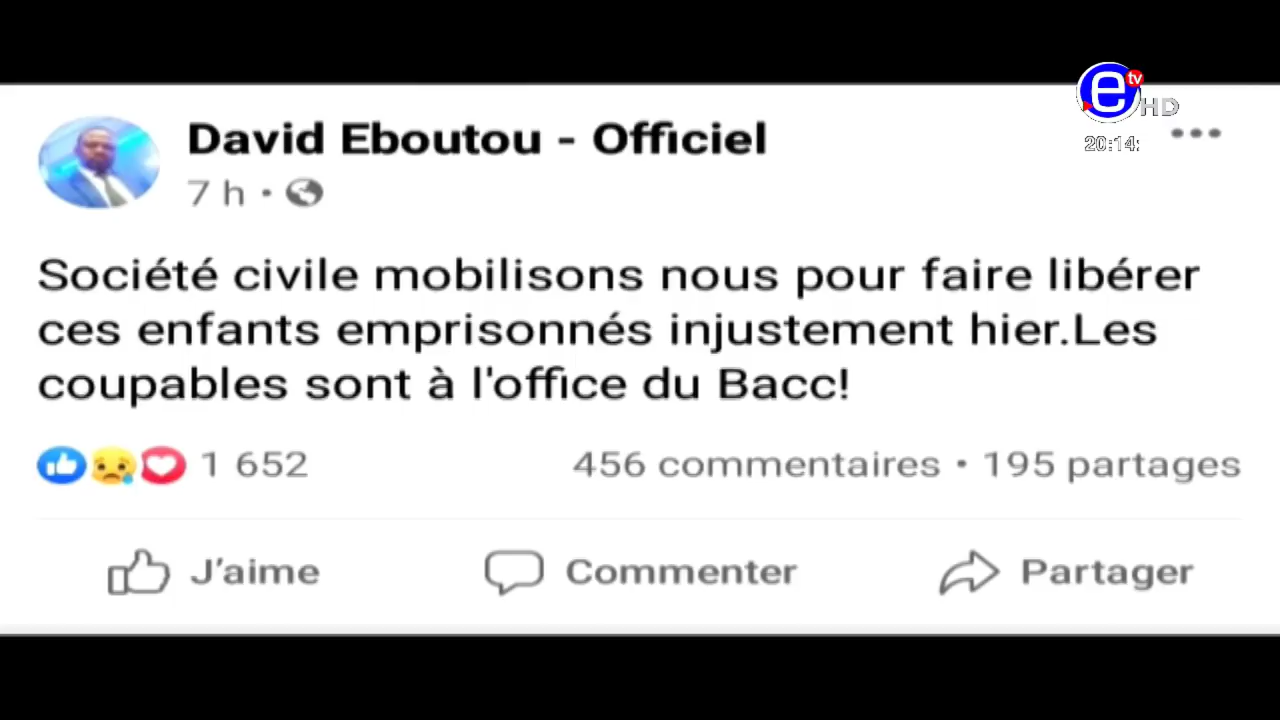 e tv HD
20:14:
David Eboutou - Officiel
7 h •
Société civile mobilisons nous pour faire libérer
ces enfants emprisonnés injustement hier.Les
coupables sont à l'office du Bacc!
1 652
456 commentaires • 195 partages
J'aime
Commenter
Partager